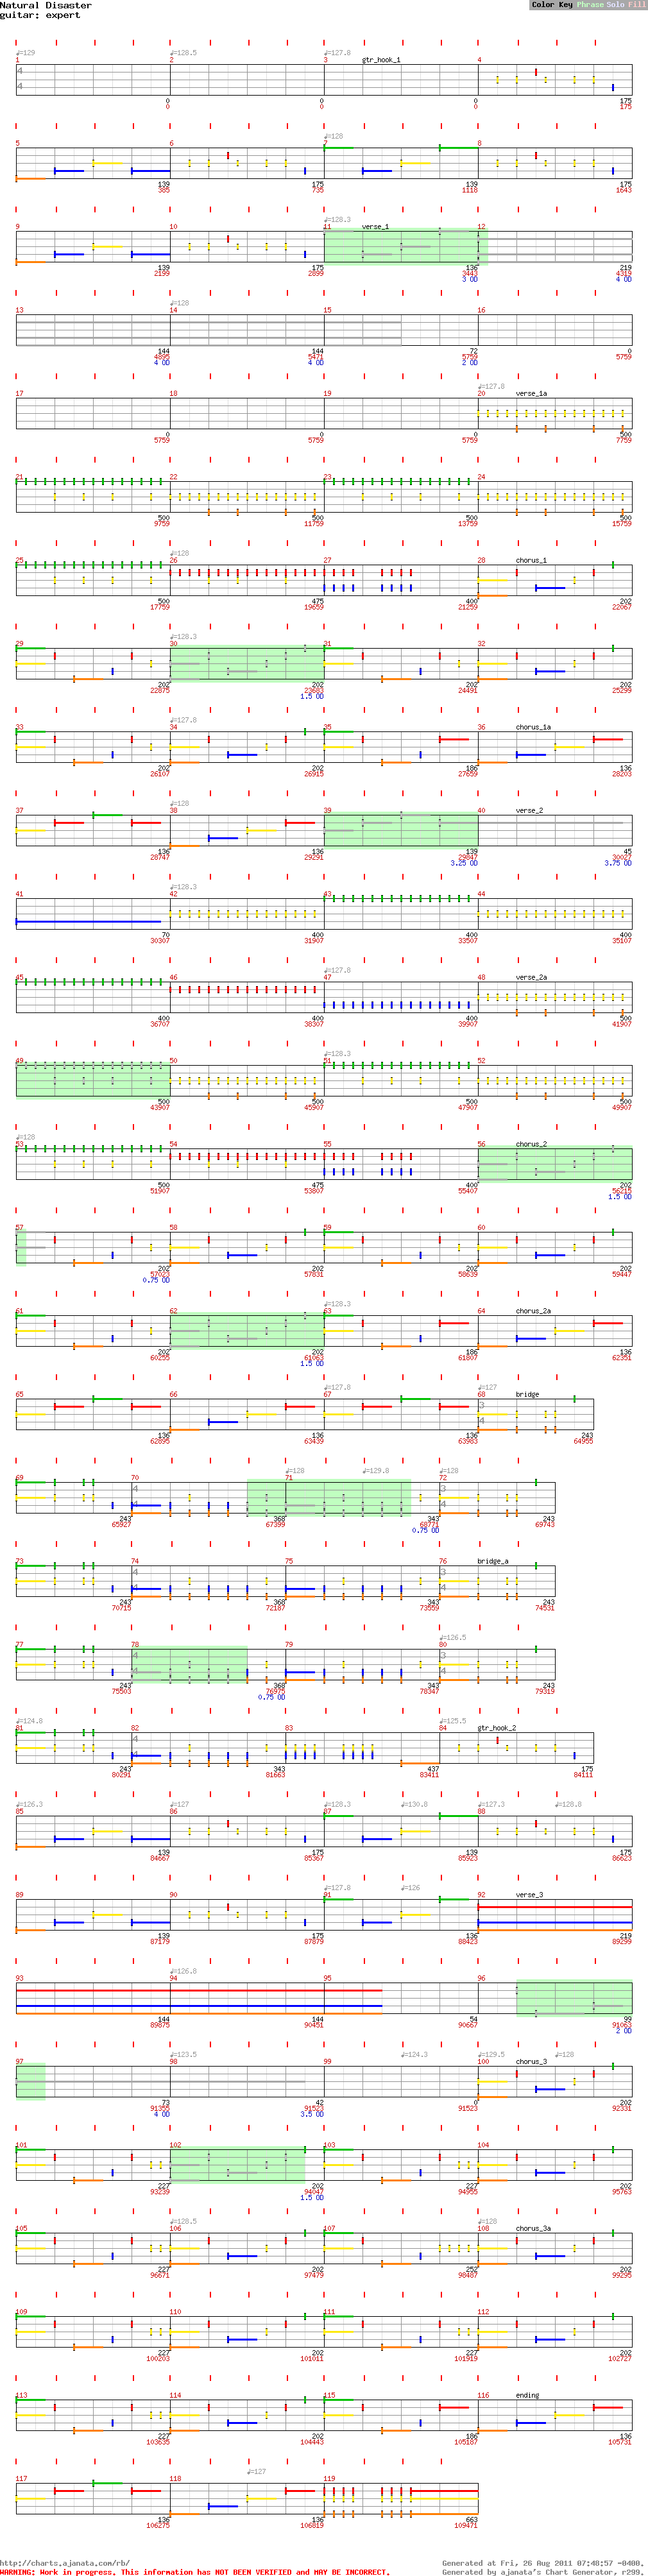 Natural Disaster
guitar: expert
Color Key Phrase Solo Fill
♩=129 ♩=128.5 ♩=127.8
1 2 3 gtr_hook_1 4
0 0 0 175
0 0 0 175
♩=128
5 6 7 8
139 175 136 175
385 735 1118 1643
♩=128.3
9 10 11 verse_1 12
139 175 136 219
2199 2899 3443 4319
3 OD 4 OD
♩=128
13 14 15 16
144 144 72 0
4895 5471 5759 5759
4 OD 4 OD 2 OD
♩=127.8
17 18 19 20 verse_1a
0 0 0 500
5759 5759 5759 7759
21 22 23 24
500 500 500 500
9759 11759 13759 15759
♩=128
25 26 27 28 chorus_1
500 475 400 202
17759 19659 21259 22067
♩=128.3
29 30 31 32
202 202 202 202
22875 23683 24491 25299
1.5 OD
♩=127.8
33 34 35 36 chorus_1a
202 202 186 136
26107 26915 27659 28203
♩=128
37 38 39 40 verse_2
136 136 139 45
28747 29291 29847 30027
3.25 OD 3.75 OD
♩=128.3
41 42 43 44
70 400 400 400
30307 31907 33507 35107
♩=127.8
45 46 47 48 verse_2a
400 400 400 500
36707 38307 39907 41907
♩=128.3
49 50 51 52
500 500 500 500
43907 45907 47907 49907
♩=128
53 54 55 56 chorus_2
500 475 400 202
51907 53807 55407 56215
1.5 OD
57 58 59 60
202 202 202 202
57023 57831 58639 59447
0.75 OD
♩=128.3
61 62 63 64 chorus_2a
202 202 186 136
60255 61063 61807 62351
1.5 OD
♩=127.8 ♩=127
65 66 67 68 bridge
136 136 136 243
62895 63439 63983 64955
♩=128 ♩=129.8 ♩=128
69 70 71 72
243 368 343 243
65927 67399 68771 69743
0.75 OD
73 74 75 76 bridge_a
243 368 343 243
70715 72187 73559 74531
♩=126.5
77 78 79 80
243 368 343 243
75503 76975 78347 79319
0.75 OD
♩=124.8 ♩=125.5
81 82 83 84 gtr_hook_2
243 343 437 175
80291 81663 83411 84111
♩=126.3 ♩=127 ♩=128.3 ♩=130.8 ♩=127.3 ♩=128.8
85 86 87 88
139 175 136 175
84667 85367 85923 86623
♩=127.8 ♩=126
89 90 91 92 verse_3
139 175 136 219
87179 87879 88423 89299
♩=126.8
93 94 95 96
144 144 54 99
89875 90451 90667 91063
2 OD
♩=123.5 ♩=124.3 ♩=129.5 ♩=128
97 98 99 100 chorus_3
73 42 0 202
91355 91523 91523 92331
4 OD 3.5 OD
101 102 103 104
227 202 227 202
93239 94047 94955 95763
1.5 OD
♩=128.5 ♩=128
105 106 107 108 chorus_3a
227 202 252 202
96671 97479 98487 99295
109 110 111 112
227 202 227 202
100203 101011 101919 102727
113 114 115 116 ending
227 202 186 136
103635 104443 105187 105731
♩=127
117 118 119
136 136 663
106275 106819 109471
http://charts.ajanata.com/rb/ Generated at Fri, 26 Aug 2011 07:48:57 -0400.
WARNING: Work in progress. This information has NOT BEEN VERIFIED and MAY BE INCORRECT. Generated by ajanata's Chart Generator, r299.